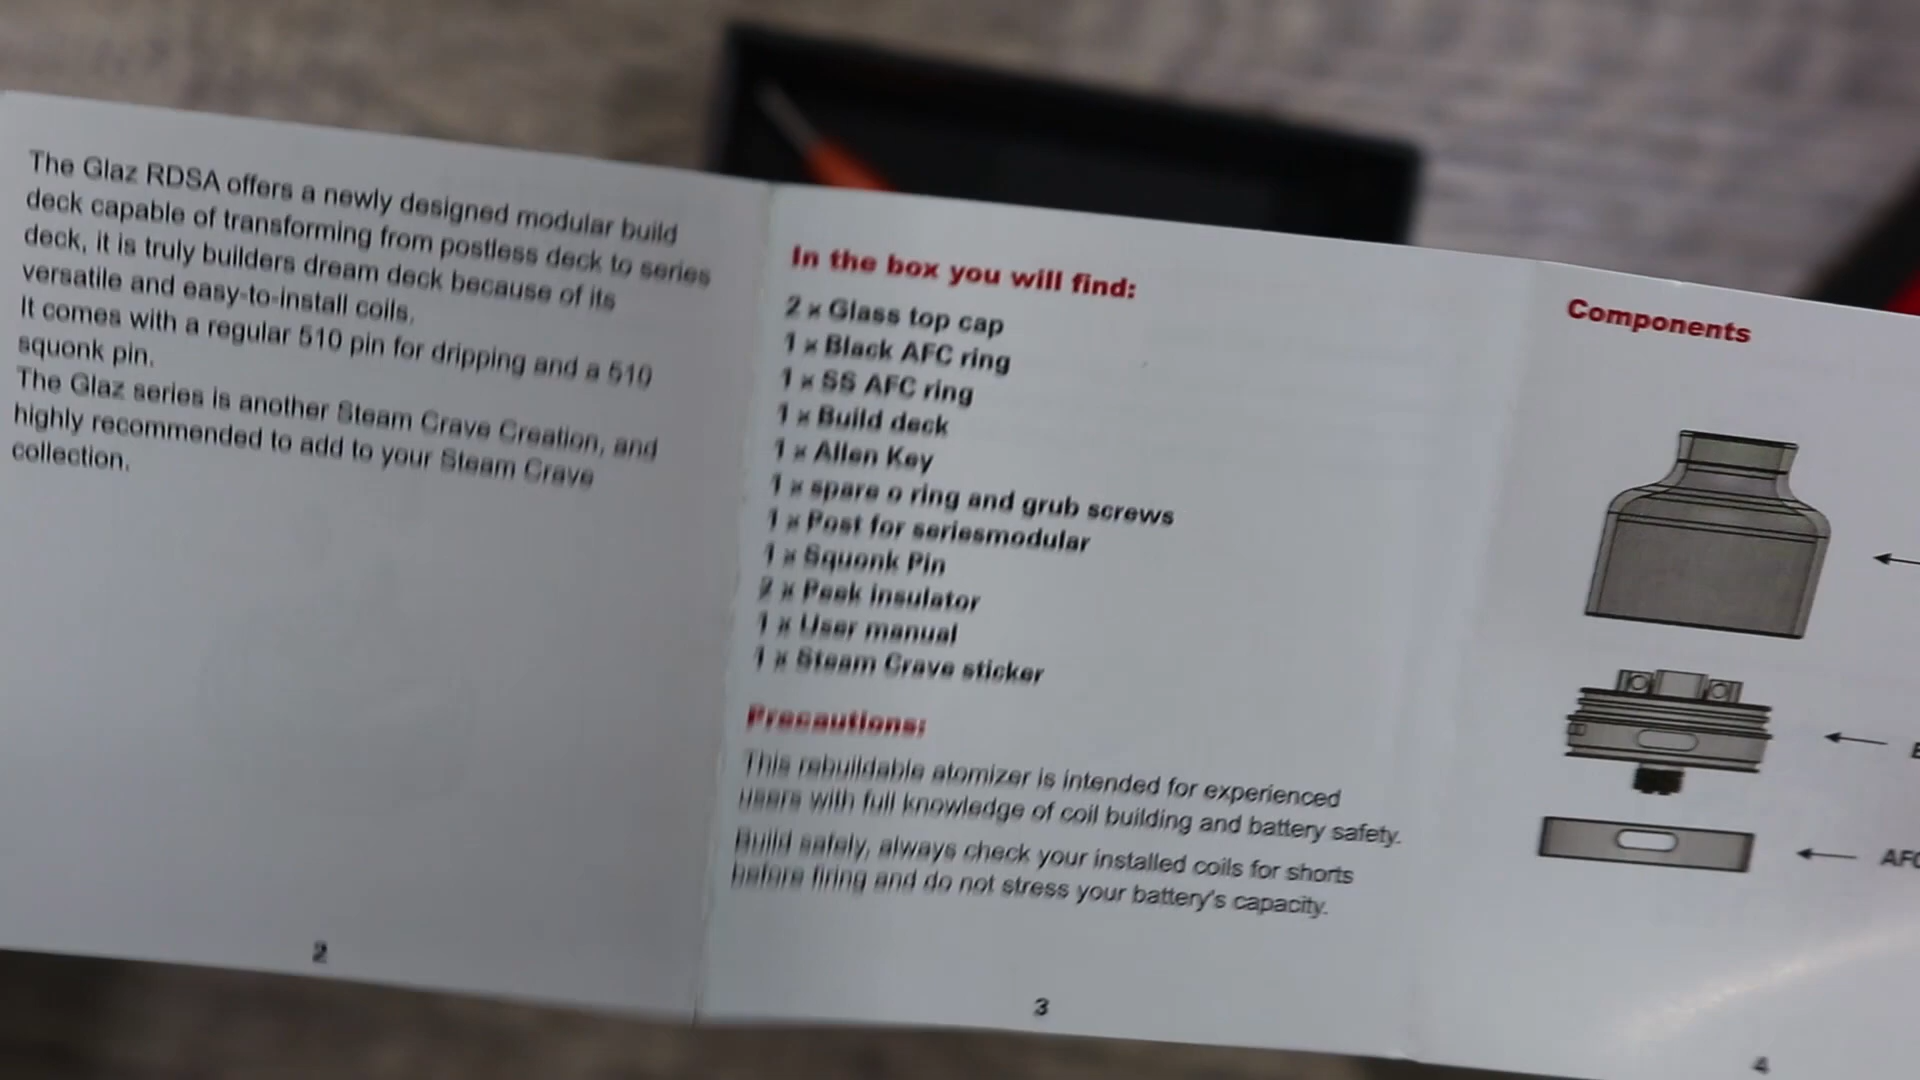 The Glaz RDSA offers a newly designed modular build
deck capable of transforming from postless deck to series
deck, it is truly builders dream deck because of its
versatile and easy-to-install coils.
It comes with a regular 510 pin for dripping and a 510
squonk pin.
The Glaz series is another Steam Crave Creation, and
highly recommended to add to your Steam Crave
collection.
2
In the box you will find:
2 x Glass top cap
1 x Black AFC ring
1 x SS AFC ring
1 x Build deck
1 x Allen Key
1 x spare o ring and grub screws
1 x Post for seriesmodular
1 x Squonk Pin
2 x Peek insulator
1 x User manual
1 x Steam Crave sticker
Precautions:
This rebuildable atomizer is intended for experienced
users with full knowledge of coil building and battery safety.
Build safely, always check your installed coils for shorts
before firing and do not stress your battery's capacity.
3
Components
4